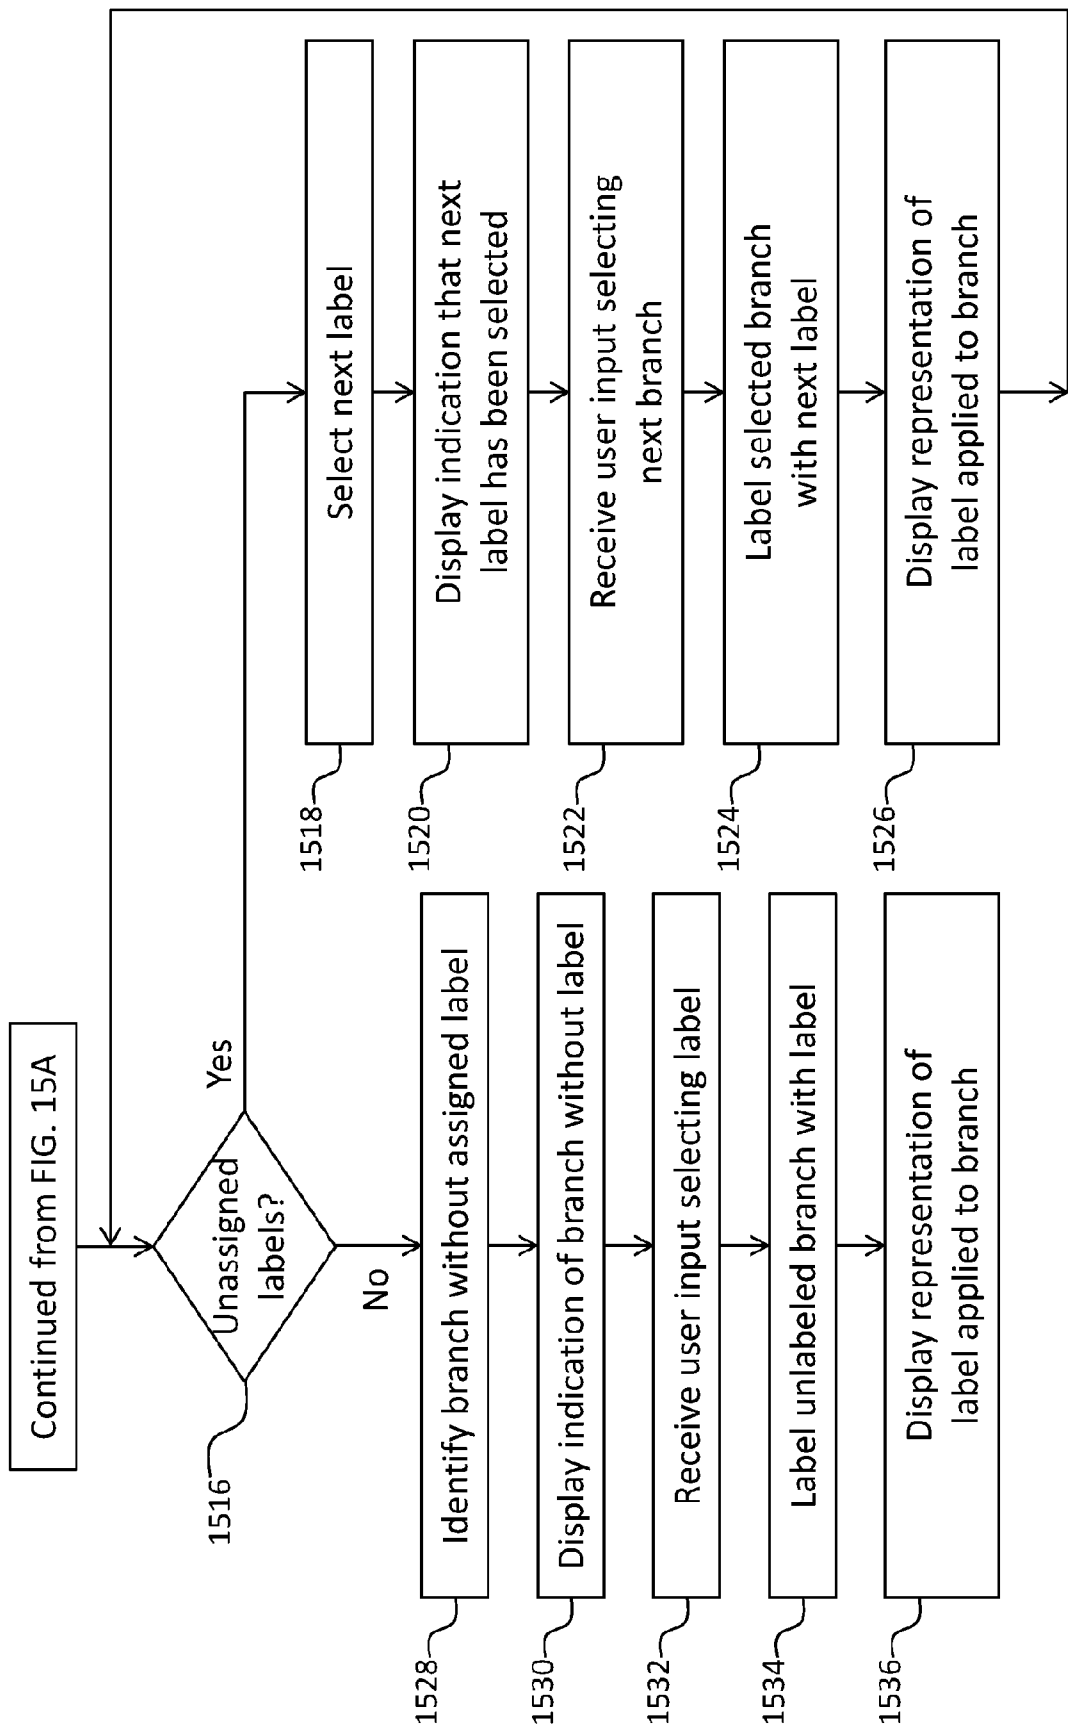 Continued from FIG. 15A
Unassigned
labels?
1516
Yes
No
Select next label
1518
Display indication that next
label has been selected
1520
Receive user input selecting
next branch
1522
Label selected branch
with next label
1524
Display representation of
label applied to branch
1526
Identify branch without assigned label
1528
Display indication of branch without label
1530
Receive user input selecting label
1532
Label unlabeled branch with label
1534
Display representation of
label applied to branch
1536